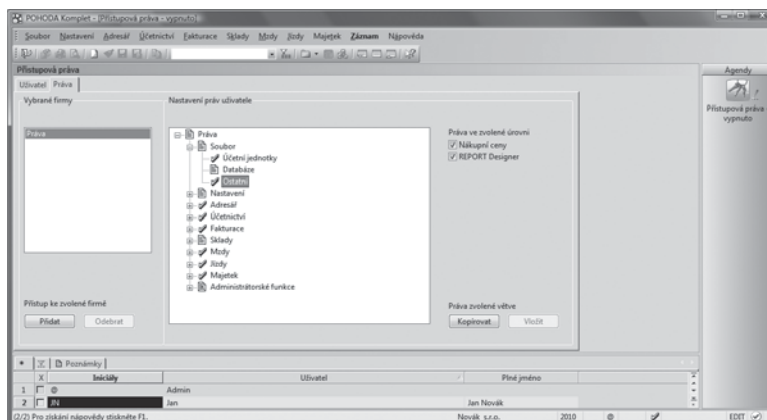 POHODA Komplet - [Přístupová práva - vypnuto]
Soubor Nastavení Adresář Účetnictví Fakturace Sklady Mzdy Jízdy Majetek Záznam Nápověda
Přístupová práva
Agendy
Uživatel Práva
Přístupová práva
vypnuto
Vybrané firmy
Nastavení práv uživatele
Práva
Práva
Soubor
Účetní jednotky
Databáze
Ostatní
Nastavení
Adresář
Účetnictví
Fakturace
Sklady
Mzdy
Jízdy
Majetek
Administrátorské funkce
Práva ve zvolené úrovni
Nákupní ceny
REPORT Designer
Přístup ke zvolené firmě
Přidat Odebrat
Práva zvolené větve
Kopírovat Vložit
Poznámky
X Iniciály Uživatel Plné jméno
1 @ Admin
2 JN Jan Jan Novák
(2/2) Pro získání nápovědy stiskněte F1. Novák s.r.o. 2010 @ EDIT